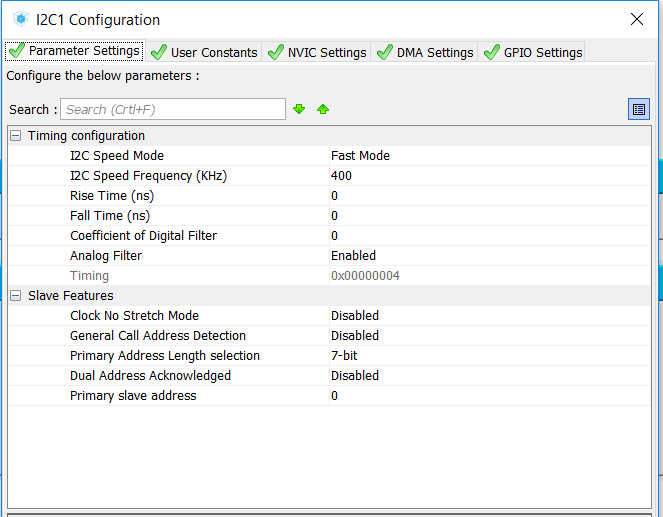 I2C1 Configuration
Parameter Settings User Constants NVIC Settings DMA Settings GPIO Settings
Configure the below parameters :
Search : Search (Crtl+F)
Timing configuration
I2C Speed Mode Fast Mode
I2C Speed Frequency (KHz) 400
Rise Time (ns) 0
Fall Time (ns) 0
Coefficient of Digital Filter 0
Analog Filter Enabled
Timing 0x00000004
Slave Features
Clock No Stretch Mode Disabled
General Call Address Detection Disabled
Primary Address Length selection 7-bit
Dual Address Acknowledged Disabled
Primary slave address 0